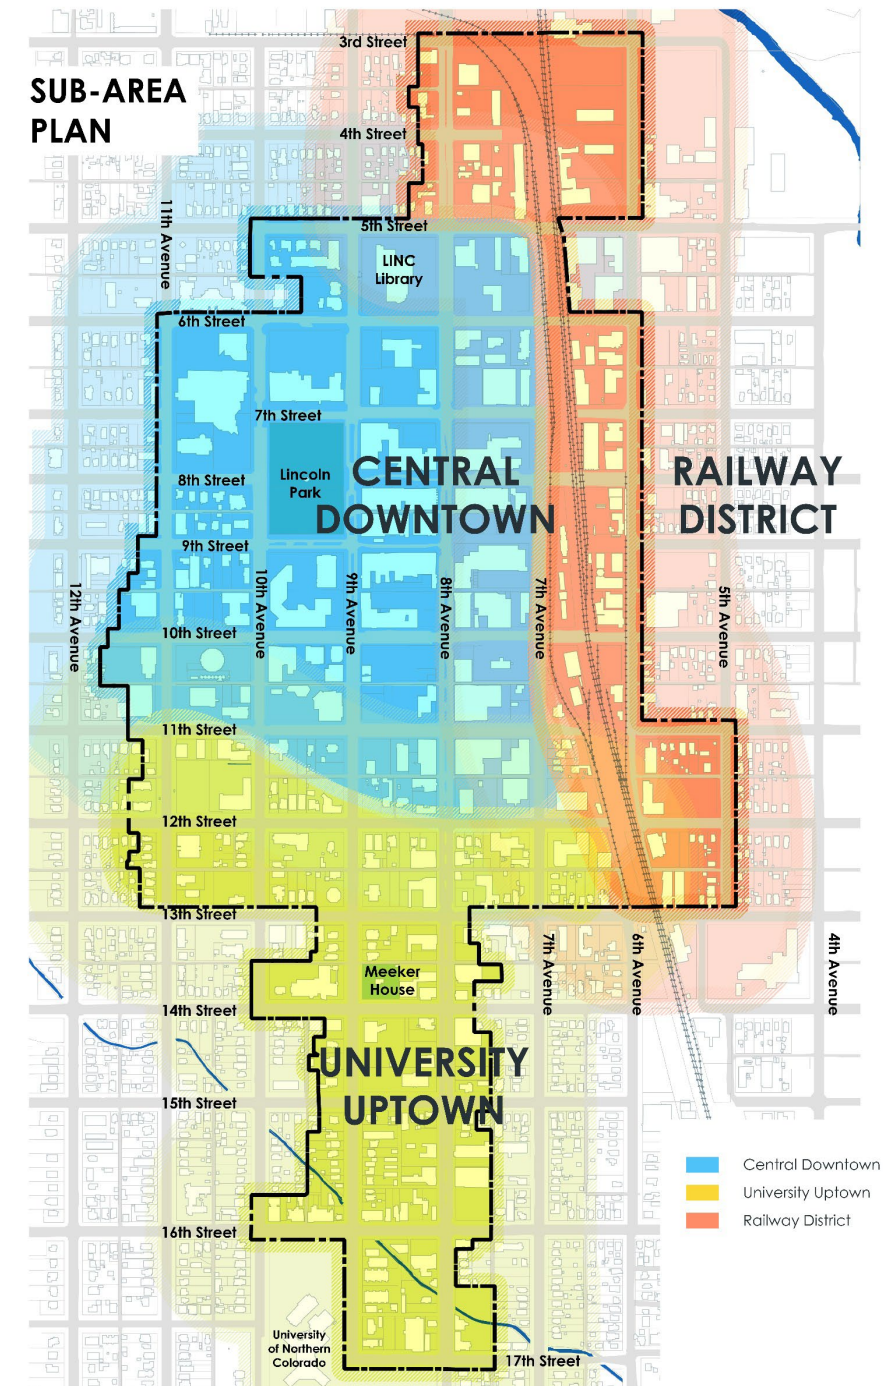 SUB-AREA
PLAN
3rd Street
4th Street
11th Avenue
5th Street
LINC
Library
6th Street
7th Street
8th Street
Lincoln
Park
CENTRAL
DOWNTOWN
RAILWAY
DISTRICT
9th Street
12th Avenue
10th Avenue
9th Avenue
8th Avenue
7th Avenue
5th Avenue
10th Street
11th Street
12th Street
13th Street
Meeker
House
7th Avenue
6th Avenue
4th Avenue
14th Street
UNIVERSITY
UPTOWN
15th Street
Central Downtown
University Uptown
Railway District
16th Street
University
of Northern
Colorado
17th Street